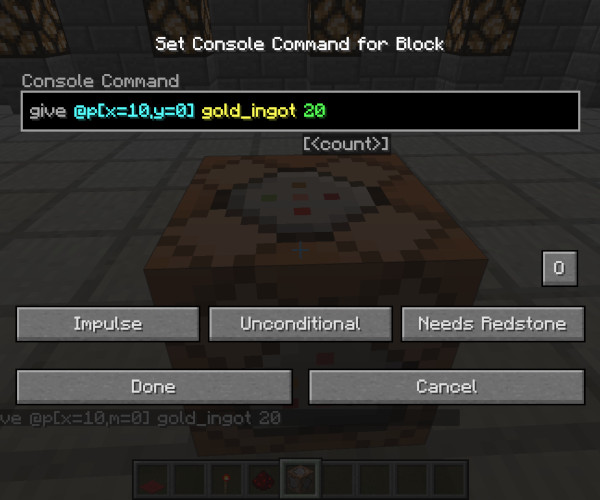 Set Console Command for Block
Console Command
give @p[x=10,y=0] gold_ingot 20
[<count>]
O
Impulse
Unconditional
Needs Redstone
Done
Cancel
ve @p[x=10,m=0] gold_ingot 20